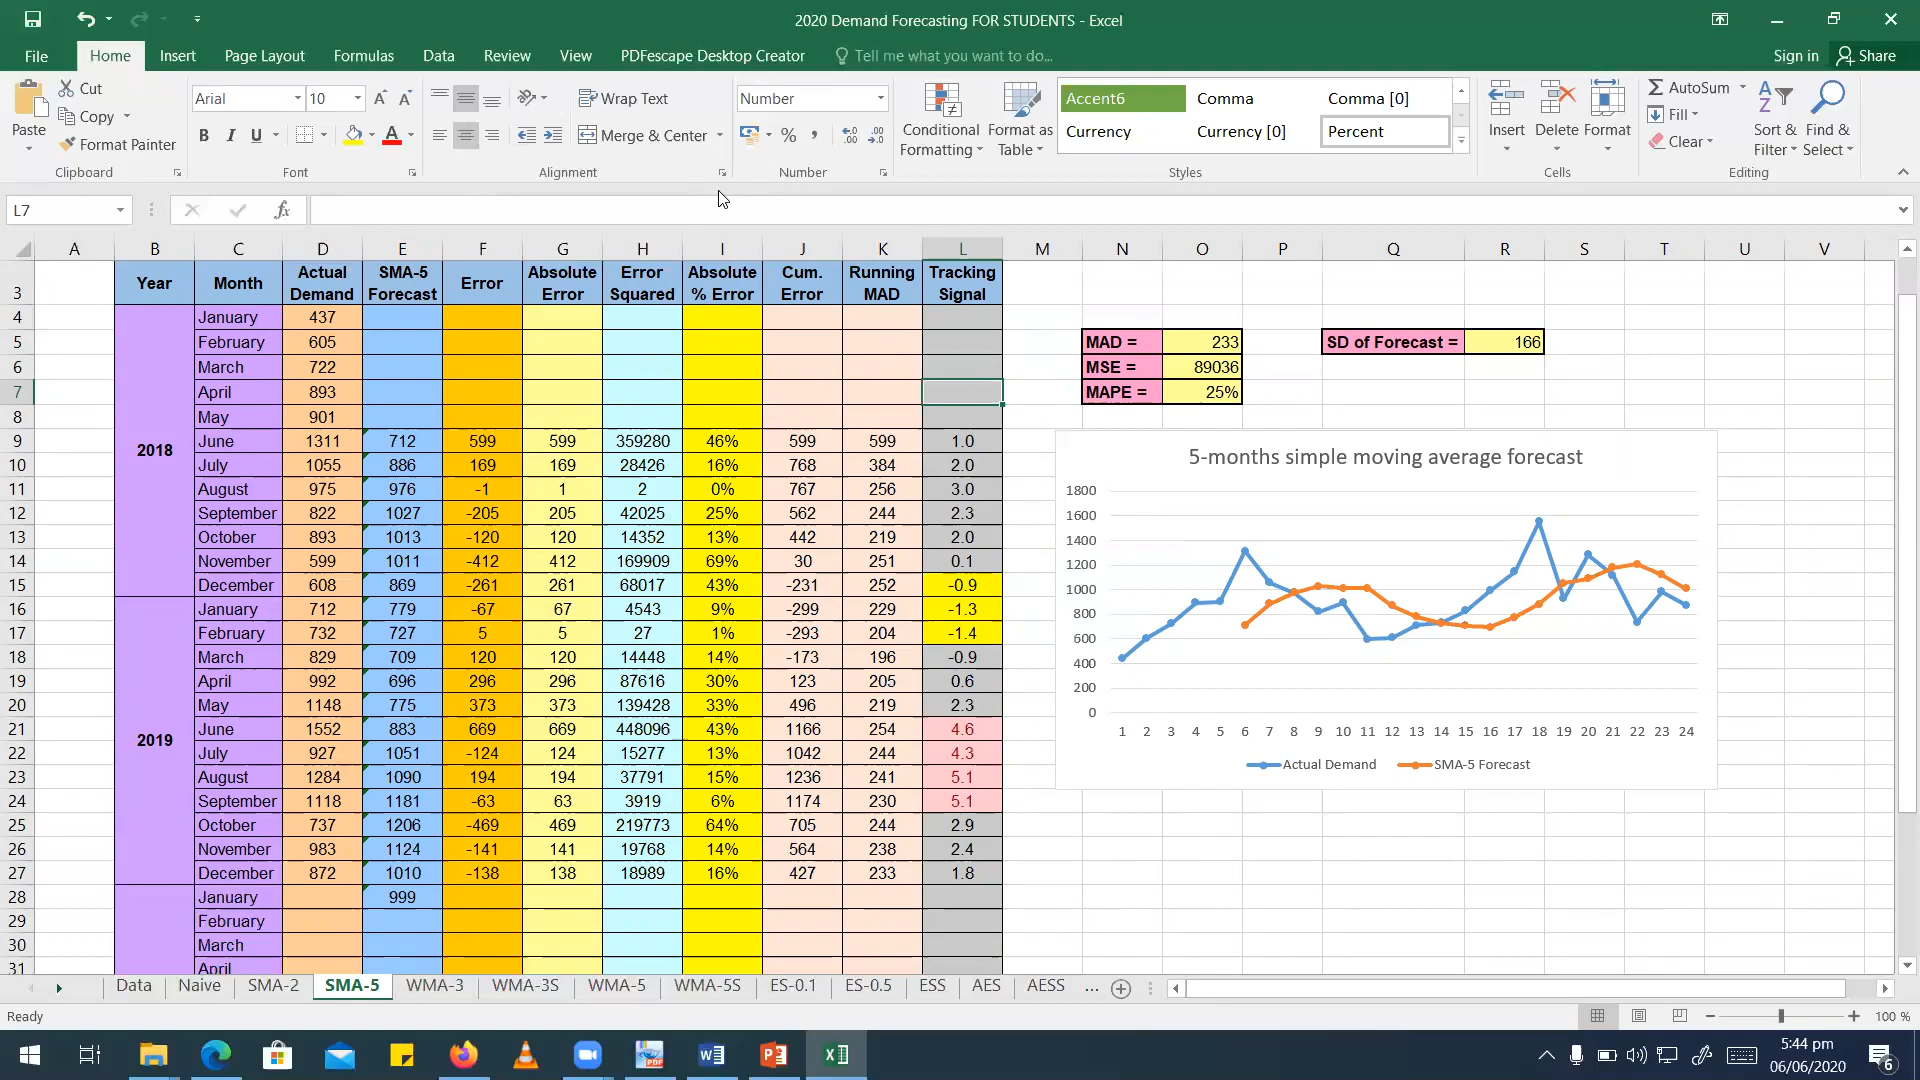 2020 Demand Forecasting FOR STUDENTS - Excel
File Home Insert Page Layout Formulas Data Review View PDFescape Desktop Creator Tell me what you want to do... Sign in Share
Paste Cut Copy Format Painter Clipboard
Arial 10 A A B I U A Font
Wrap Text Merge & Center Alignment
Number % , Number
Conditional Formatting Format as Table
Accent6 Comma Comma [0]
Currency Currency [0] Percent
Styles
Insert Delete Format Cells
AutoSum Fill Clear Sort & Filter Find & Select Editing
L7 fx
A B C D E F G H I J K L M N O P Q R S T U V
3 Year Month Actual Demand SMA-5 Forecast Error Absolute Error Error Squared Absolute % Error Cum. Error Running MAD Tracking Signal
4 January 437
5 February 605 MAD = 233 SD of Forecast = 166
6 March 722 MSE = 89036
7 April 893 MAPE = 25%
8 May 901
9 June 1311 712 599 599 359280 46% 599 599 1.0
2018
10 July 1055 886 169 169 28426 16% 768 384 2.0
11 August 975 976 -1 1 2 0% 767 256 3.0
12 September 822 1027 -205 205 42025 25% 562 244 2.3
13 October 893 1013 -120 120 14352 13% 442 219 2.0
14 November 599 1011 -412 412 169909 69% 30 251 0.1
15 December 608 869 -261 261 68017 43% -231 252 -0.9
16 January 712 779 -67 67 4543 9% -299 229 -1.3
17 February 732 727 5 5 27 1% -293 204 -1.4
18 March 829 709 120 120 14448 14% -173 196 -0.9
19 April 992 696 296 296 87616 30% 123 205 0.6
20 May 1148 775 373 373 139428 33% 496 219 2.3
21 June 1552 883 669 669 448096 43% 1166 254 4.6
2019
22 July 927 1051 -124 124 15277 13% 1042 244 4.3
23 August 1284 1090 194 194 37791 15% 1236 241 5.1
24 September 1118 1181 -63 63 3919 6% 1174 230 5.1
25 October 737 1206 -469 469 219773 64% 705 244 2.9
26 November 983 1124 -141 141 19768 14% 564 238 2.4
27 December 872 1010 -138 138 18989 16% 427 233 1.8
28 January 999
29 February
30 March
31 April
5-months simple moving average forecast
1800
1600
1400
1200
1000
800
600
400
200
0
1 2 3 4 5 6 7 8 9 10 11 12 13 14 15 16 17 18 19 20 21 22 23 24
Actual Demand SMA-5 Forecast
Data Naive SMA-2 SMA-5 WMA-3 WMA-3S WMA-5 WMA-5S ES-0.1 ES-0.5 ESS AES AESS ...
Ready 100 %
5:44 pm
06/06/2020
6